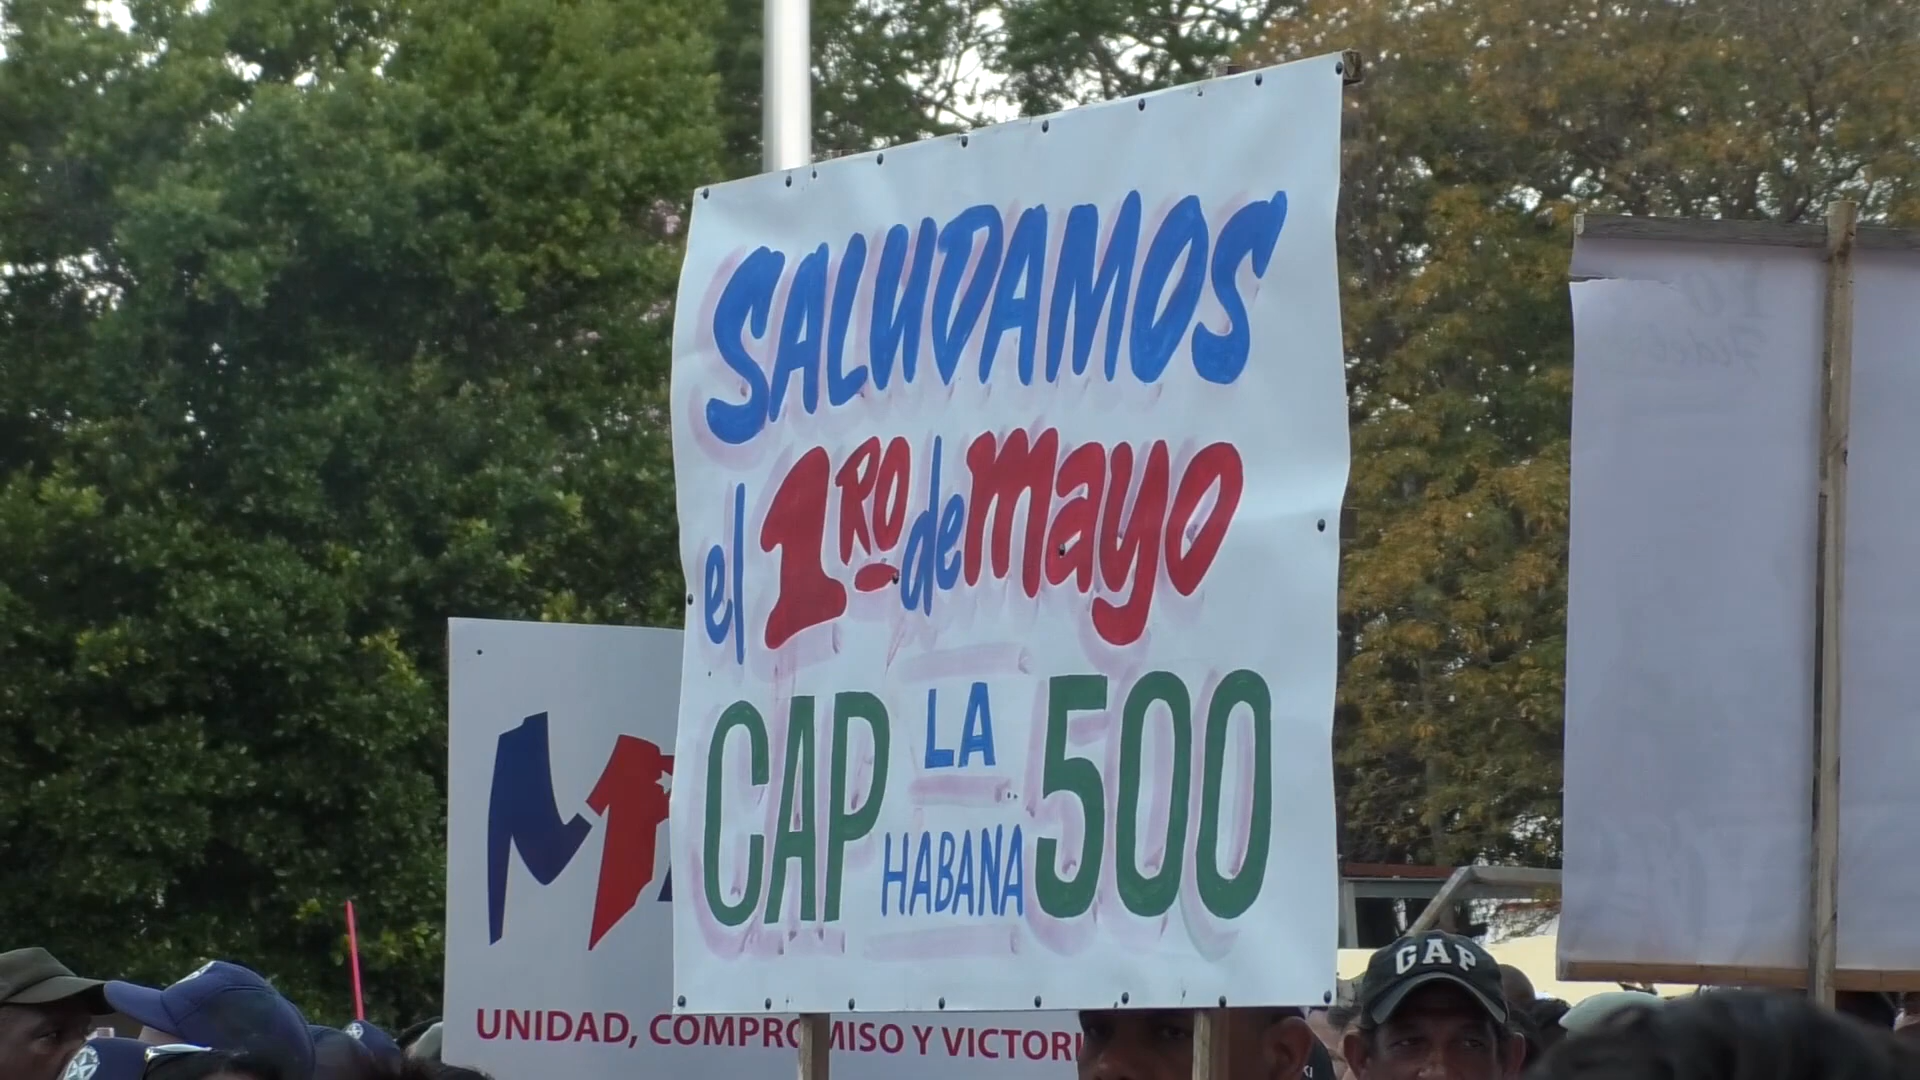 SALUDAMOS
el 1RO de mayo
CAP LA HABANA 500
UNIDAD, COMPROMISO Y VICTORI
GAP